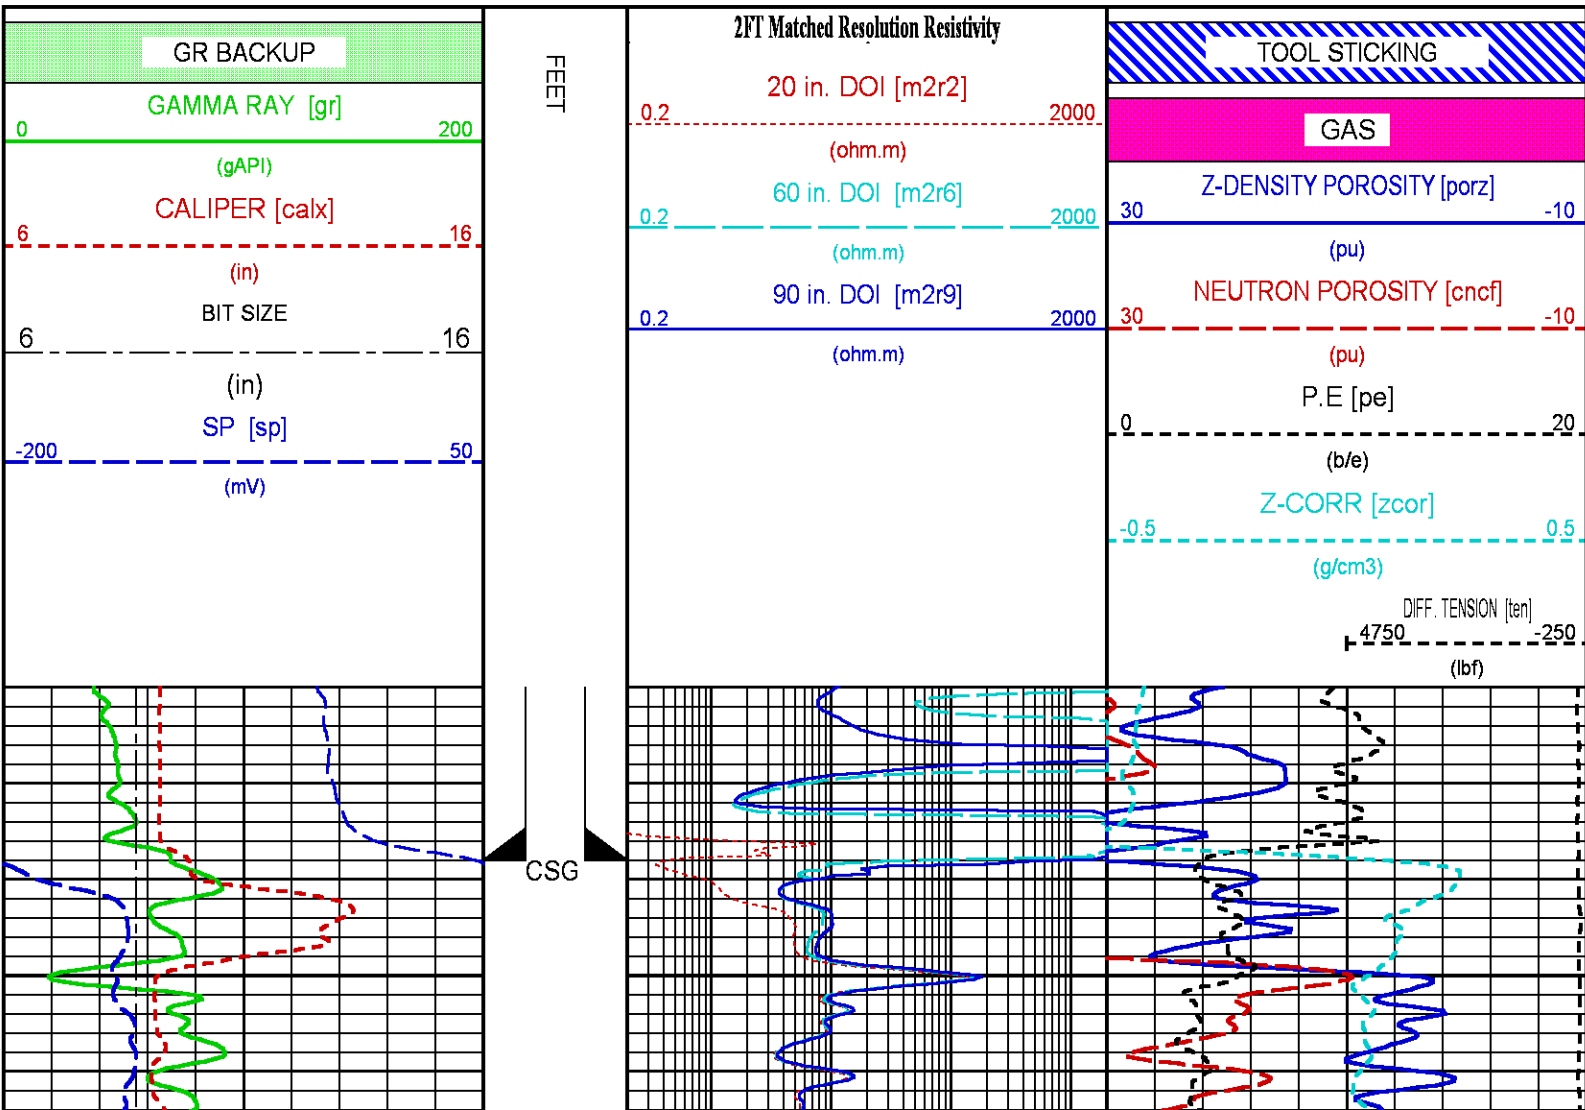 GR BACKUP
GAMMA RAY [gr]
0 200
(gAPI)
CALIPER [calx]
6 16
(in)
BIT SIZE
6 16
(in)
SP [sp]
-200 50
(mV)
FEET
CSG
2FT Matched Resolution Resistivity
20 in. DOI [m2r2]
0.2 2000
(ohm.m)
60 in. DOI [m2r6]
0.2 2000
(ohm.m)
90 in. DOI [m2r9]
0.2 2000
(ohm.m)
TOOL STICKING
GAS
Z-DENSITY POROSITY [porz]
30 -10
(pu)
NEUTRON POROSITY [cncf]
30 -10
(pu)
P.E [pe]
0 20
(b/e)
Z-CORR [zcor]
-0.5 0.5
(g/cm3)
DIFF. TENSION [ten]
4750 -250
(lbf)